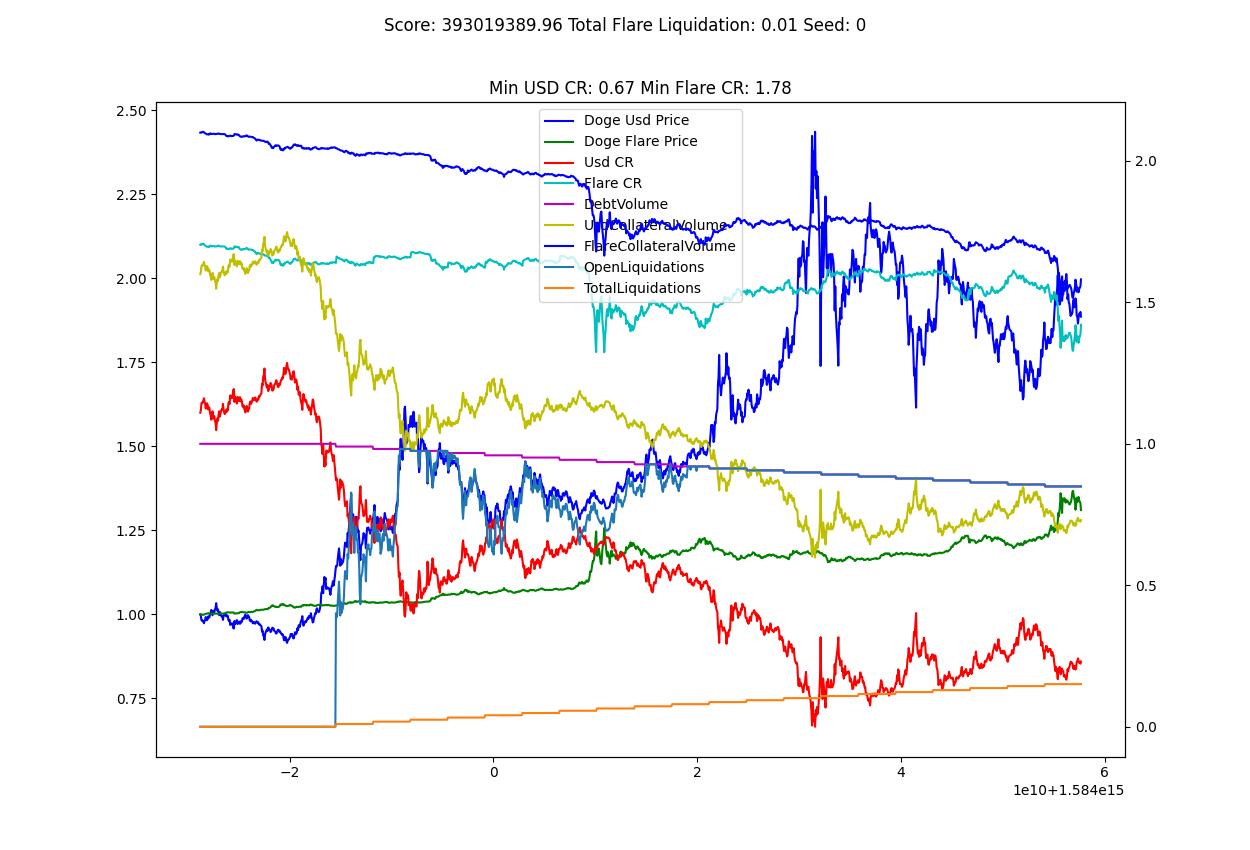 Score: 393019389.96 Total Flare Liquidation: 0.01 Seed: 0
Min USD CR: 0.67 Min Flare CR: 1.78
2.50
2.25
2.00
1.75
1.50
1.25
1.00
0.75
Doge Usd Price
Doge Flare Price
Usd CR
Flare CR
DebtVolume
UsdCollateralVolume
FlareCollateralVolume
OpenLiquidations
TotalLiquidations
2.0
1.5
1.0
0.5
0.0
−2
0
2
4
6
1e10+1.584e15